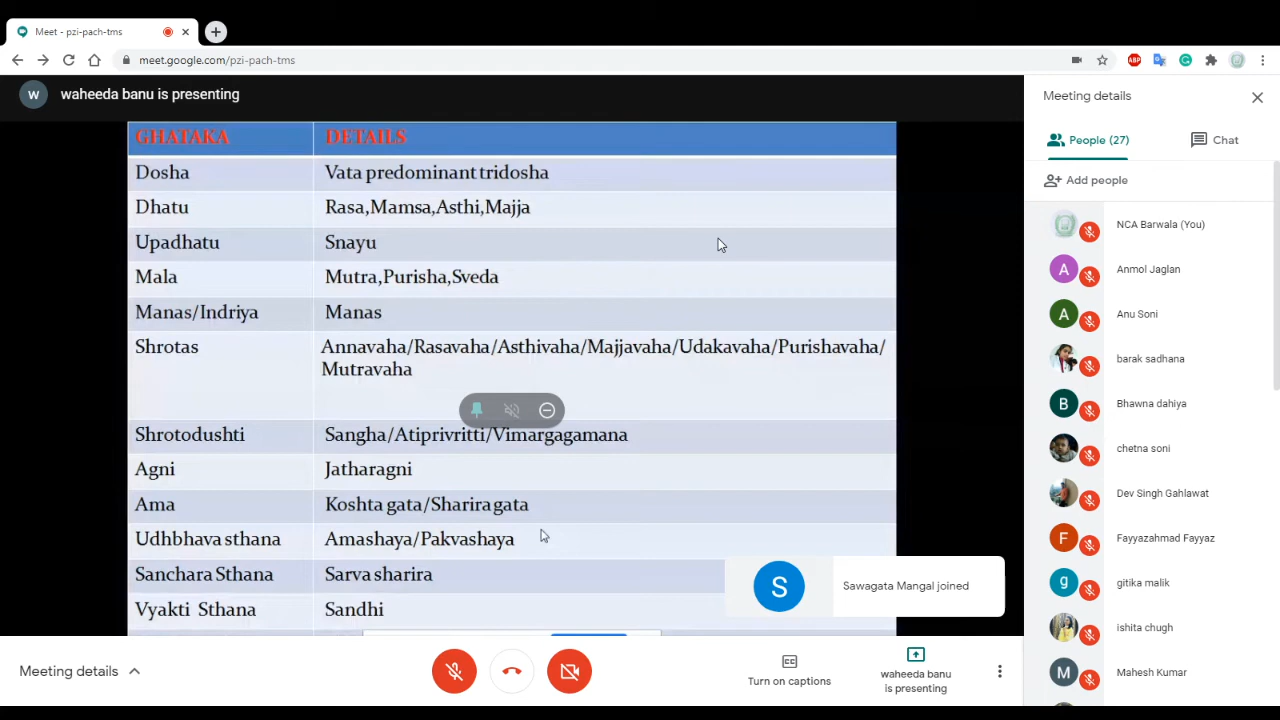 Meet - pzi-pach-tms
meet.google.com/pzi-pach-tms
ABP
G
W
waheeda banu is presenting
GHATAKA DETAILS
Dosha Vata predominant tridosha
Dhatu Rasa,Mamsa,Asthi,Majja
Upadhatu Snayu
Mala Mutra,Purisha,Sveda
Manas/Indriya Manas
Shrotas Annavaha/Rasavaha/Asthivaha/Majjavaha/Udakavaha/Purishavaha/
Mutravaha
Shrotodushti Sangha/Atiprivritti/Vimargagamana
Agni Jatharagni
Ama Koshta gata/Sharira gata
Udhbhava sthana Amashaya/Pakvashaya
Sanchara Sthana Sarva sharira
Vyakti Sthana Sandhi
S Sawagata Mangal joined
Meeting details
People (27) Chat
Add people
NCA Barwala (You)
A Anmol Jaglan
A Anu Soni
barak sadhana
B Bhawna dahiya
chetna soni
Dev Singh Gahlawat
F Fayyazahmad Fayyaz
g gitika malik
ishita chugh
M Mahesh Kumar
Meeting details
CC
Turn on captions
waheeda banu
is presenting